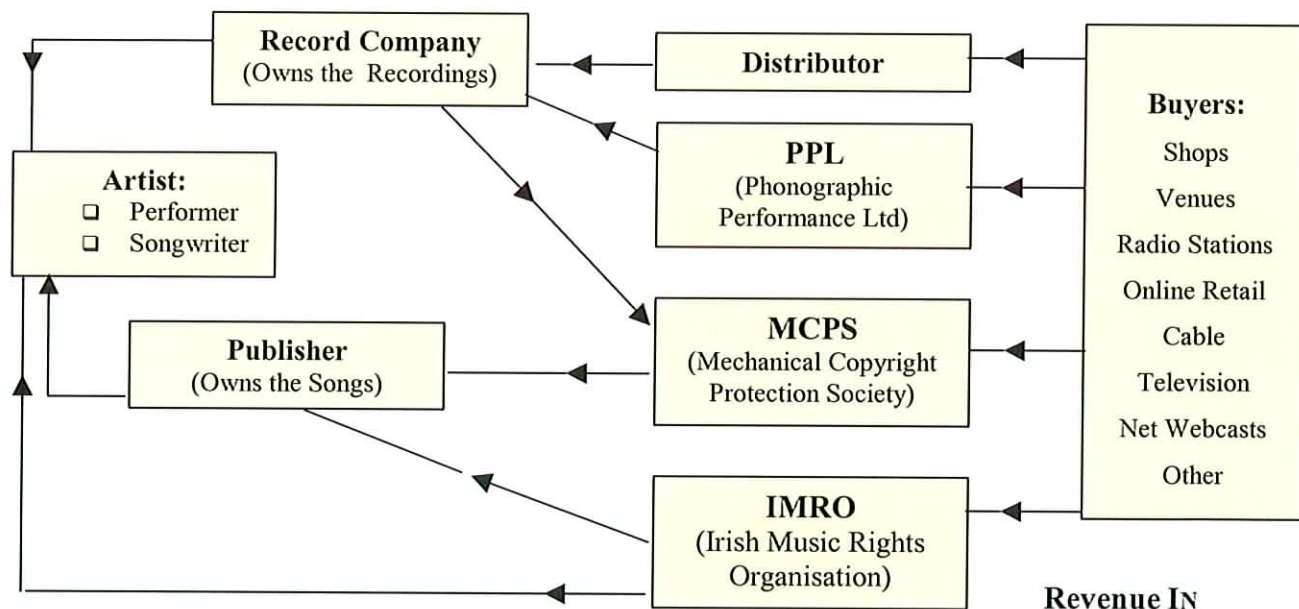 Record Company
(Owns the Recordings)
Distributor
Buyers:
Shops
Venues
Radio Stations
Online Retail
Cable
Television
Net Webcasts
Other
PPL
(Phonographic
Performance Ltd)
Artist:
❑ Performer
❑ Songwriter
MCPS
(Mechanical Copyright
Protection Society)
Publisher
(Owns the Songs)
IMRO
(Irish Music Rights
Organisation)
Revenue IN